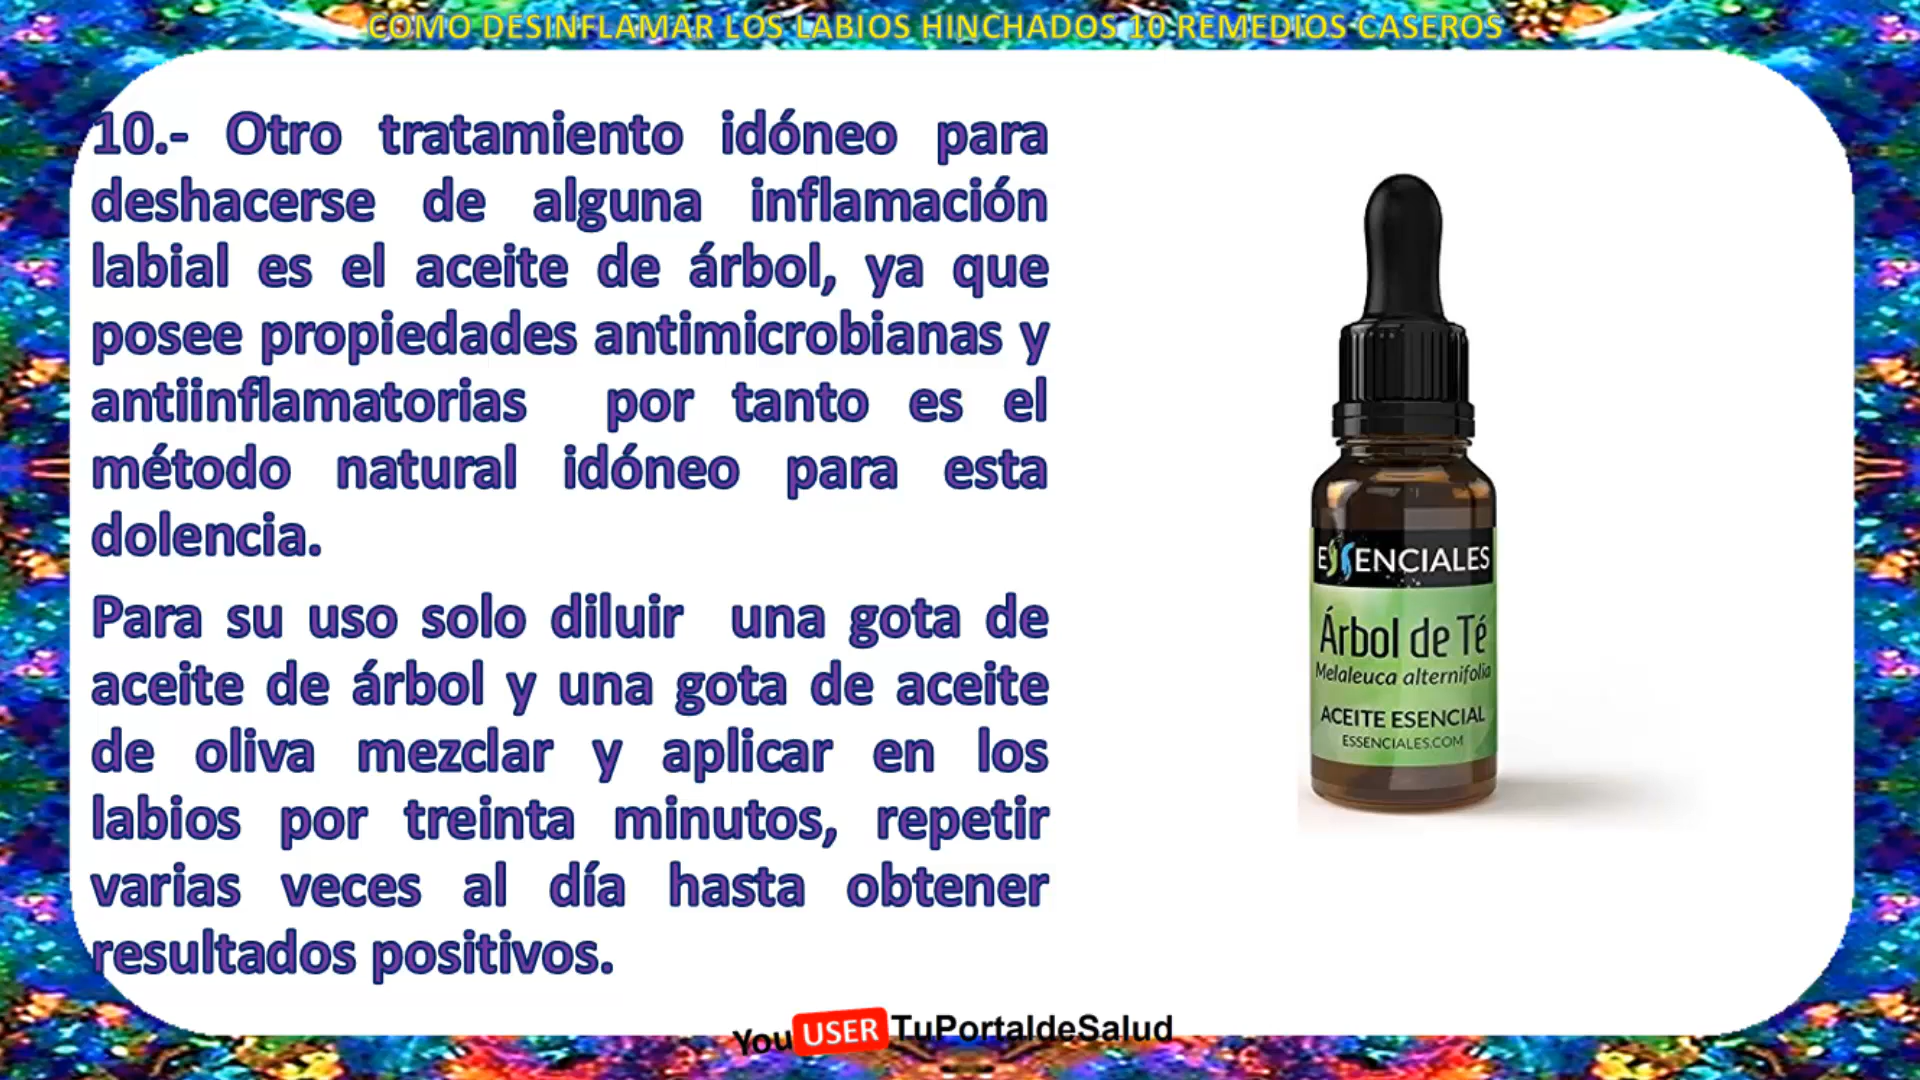 COMO DESINFLAMAR LOS LABIOS HINCHADOS 10 REMEDIOS CASEROS
10.- Otro tratamiento idóneo para
deshacerse de alguna inflamación
labial es el aceite de árbol, ya que
posee propiedades antimicrobianas y
antiinflamatorias por tanto es el
método natural idóneo para esta
dolencia.
Para su uso solo diluir una gota de
aceite de árbol y una gota de aceite
de oliva mezclar y aplicar en los
labios por treinta minutos, repetir
varias veces al día hasta obtener
resultados positivos.
ESSENCIALES
Árbol de Té
Melaleuca alternifolia
ACEITE ESENCIAL
ESSENCIALES.COM
You USER TuPortaldeSalud